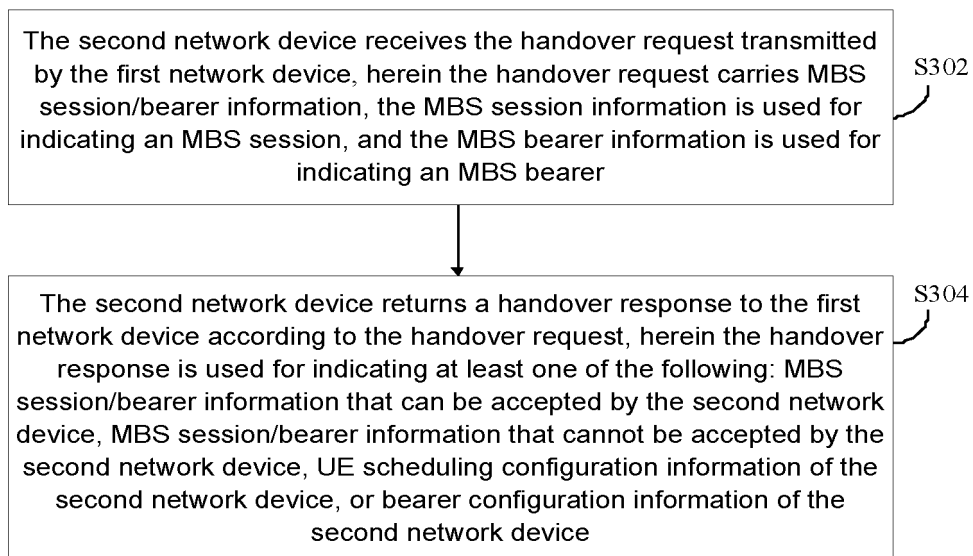 The second network device receives the handover request transmitted
by the first network device, herein the handover request carries MBS
session/bearer information, the MBS session information is used for
indicating an MBS session, and the MBS bearer information is used for
indicating an MBS bearer
S302
The second network device returns a handover response to the first
network device according to the handover request, herein the handover
response is used for indicating at least one of the following: MBS
session/bearer information that can be accepted by the second network
device, MBS session/bearer information that cannot be accepted by the
second network device, UE scheduling configuration information of the
second network device, or bearer configuration information of the
second network device
S304